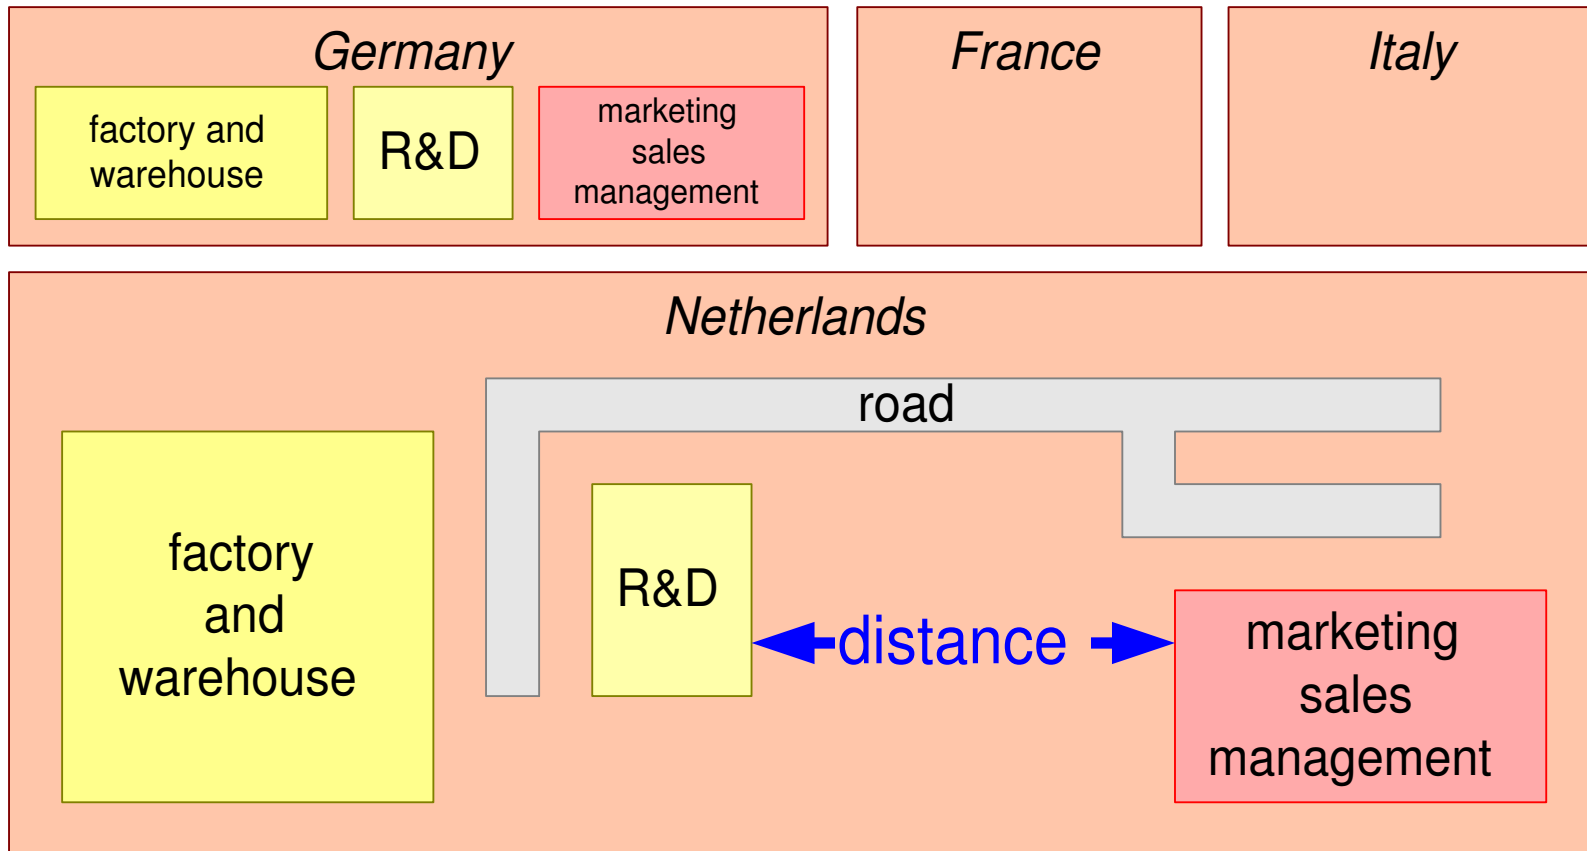 Germany
factory and
warehouse
R&D
marketing
sales
management
France
Italy
Netherlands
road
factory
and
warehouse
R&D
distance
marketing
sales
management